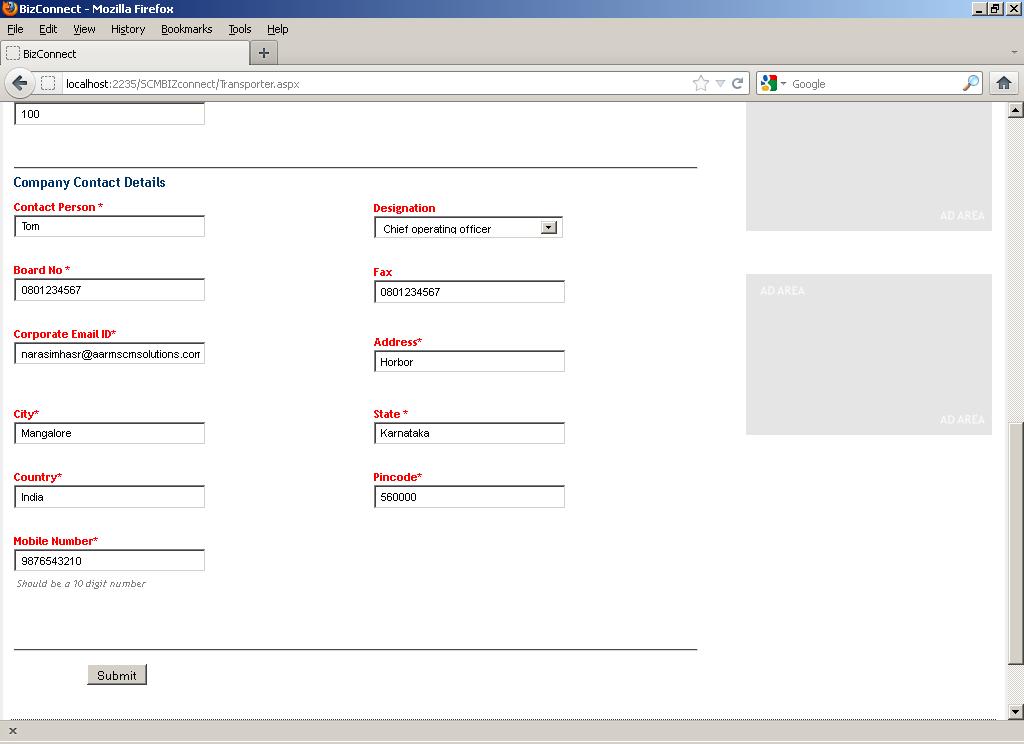 BizConnect - Mozilla Firefox
File Edit View History Bookmarks Tools Help
BizConnect
localhost:2235/SCMBIZconnect/Transporter.aspx
Google
100
AD AREA
Company Contact Details
Contact Person *
Designation
Tom
Chief operating officer
Board No *
Fax
0801234567
0801234567
AD AREA
Corporate Email ID*
Address*
narasimhasr@aarmscmsolutions.com
Horbor
City*
State *
AD AREA
Mangalore
Karnataka
Country*
Pincode*
India
560000
Mobile Number*
9876543210
Should be a 10 digit number
Submit